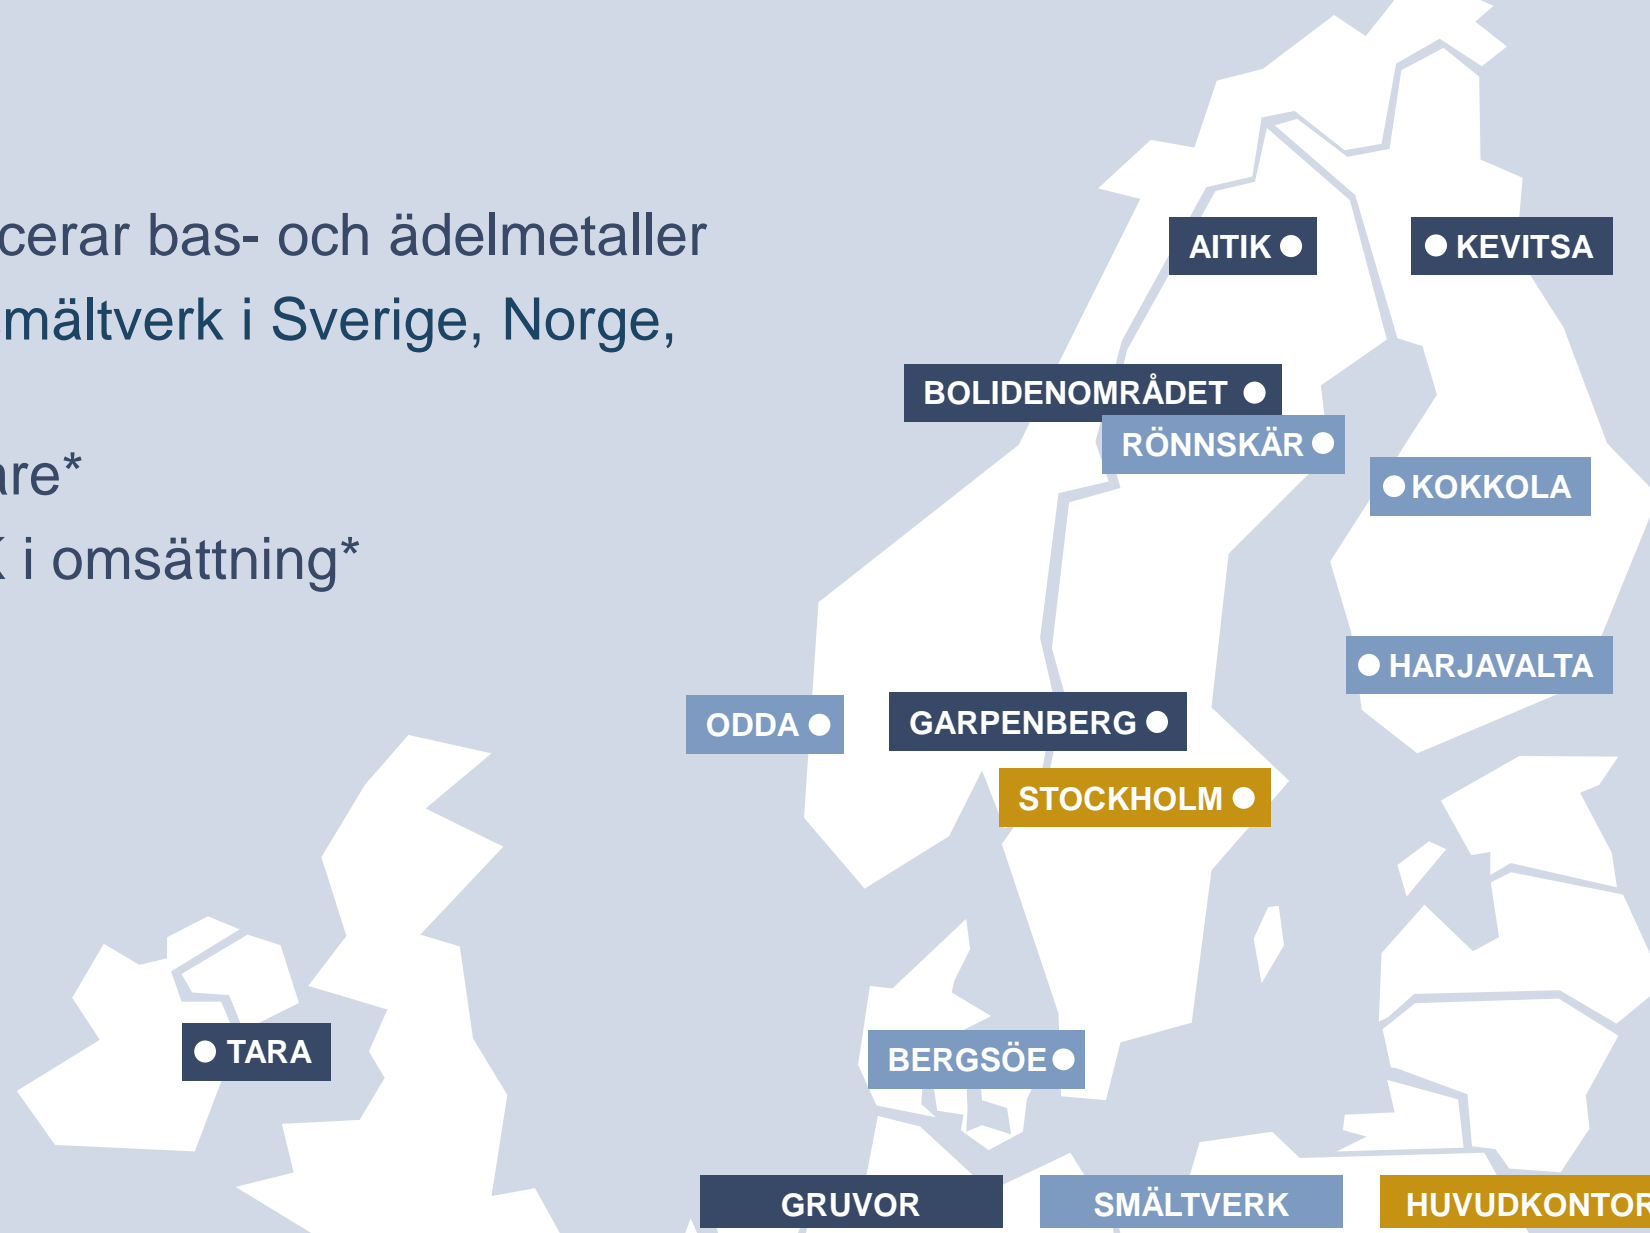 cerar bas- och ädelmetaller
mältverk i Sverige, Norge,
are*
K i omsättning*
AITIK
KEVITSA
BOLIDENOMRÅDET
RÖNNSKÄR
KOKKOLA
HARJAVALTA
ODDA
GARPENBERG
STOCKHOLM
TARA
BERGSÖE
GRUVOR
SMÄLTVERK
HUVUDKONTOR